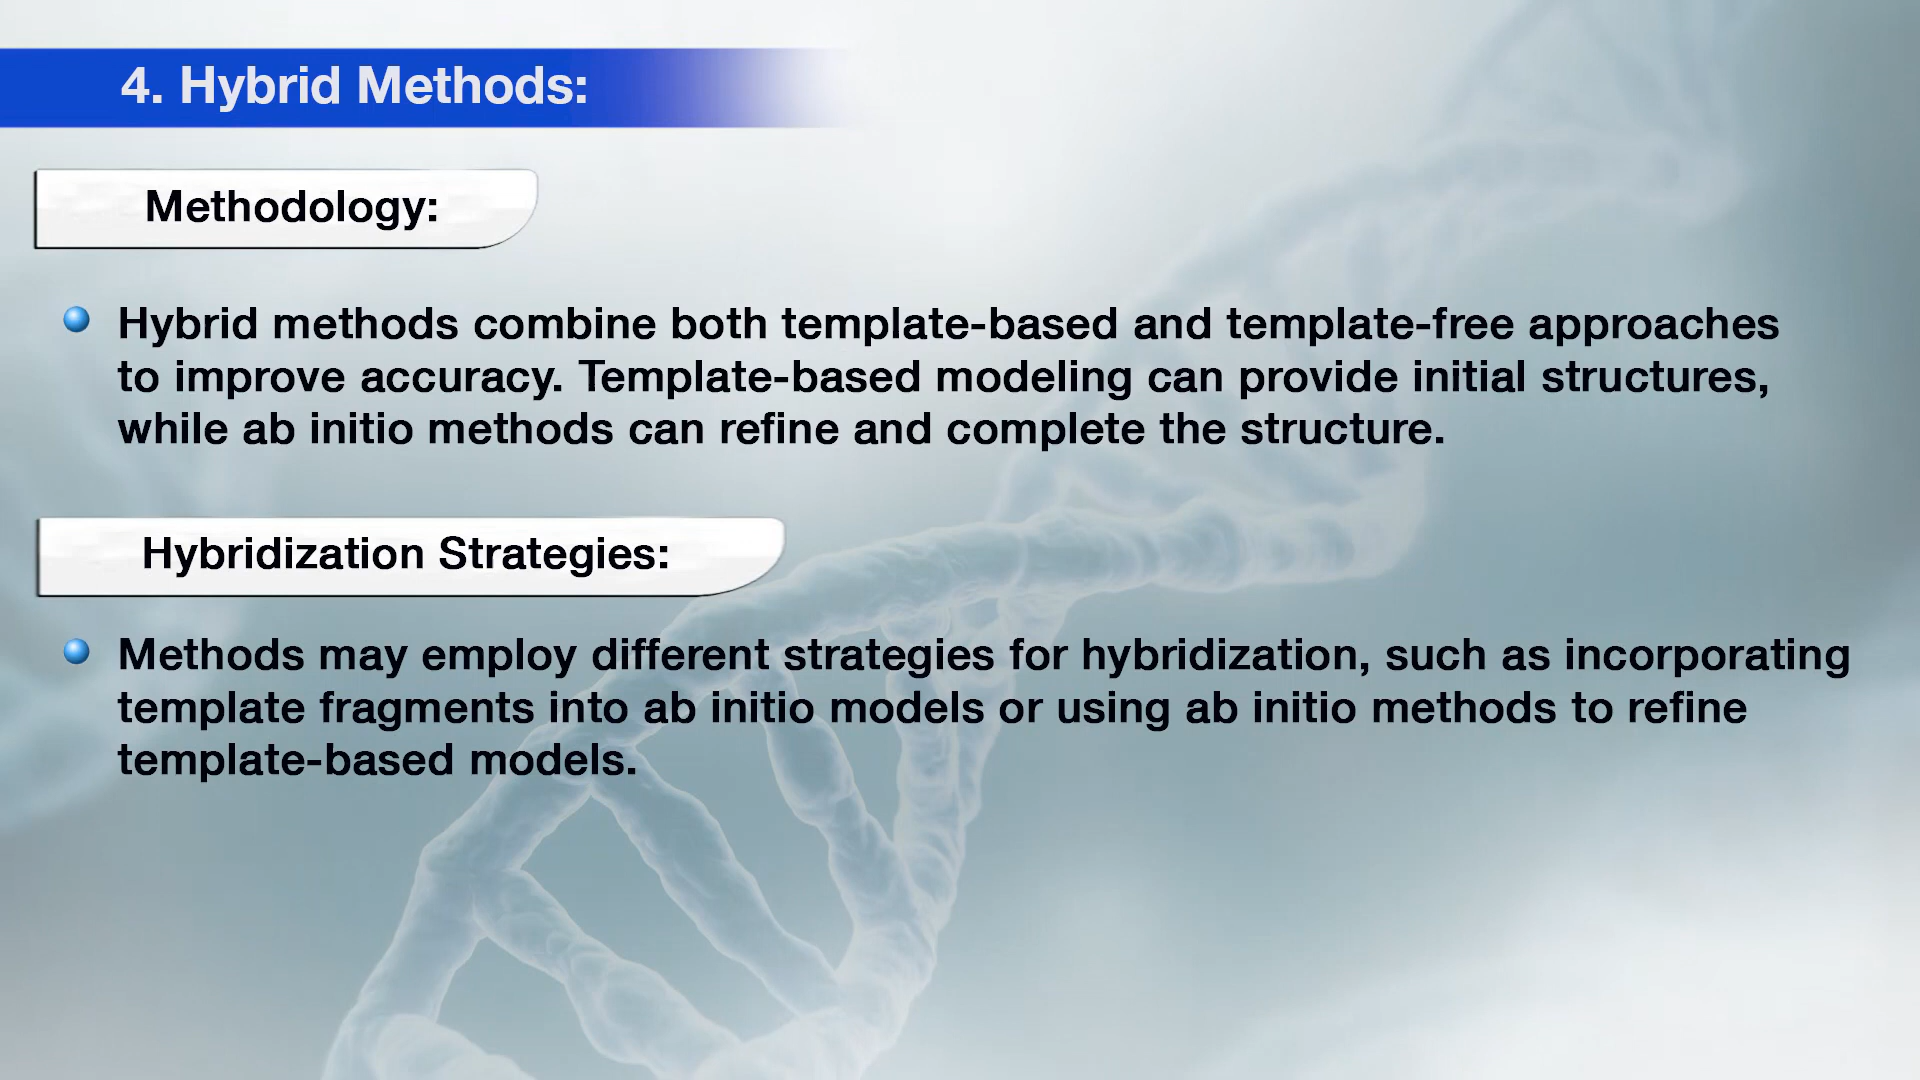 4. Hybrid Methods:
Methodology:
Hybrid methods combine both template-based and template-free approaches
to improve accuracy. Template-based modeling can provide initial structures,
while ab initio methods can refine and complete the structure.
Hybridization Strategies:
Methods may employ different strategies for hybridization, such as incorporating
template fragments into ab initio models or using ab initio methods to refine
template-based models.